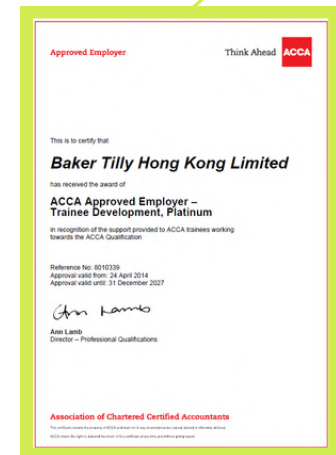 Approved Employer
Think Ahead ACCA
This is to certify that
Baker Tilly Hong Kong Limited
has received the award of
ACCA Approved Employer –
Trainee Development, Platinum
in recognition of the support provided to ACCA trainees working
towards the ACCA Qualification
Reference No: 8010339
Approval valid from: 24 April 2014
Approval valid until: 31 December 2027
Ann Lamb
Ann Lamb
Director – Professional Qualifications
Association of Chartered Certified Accountants